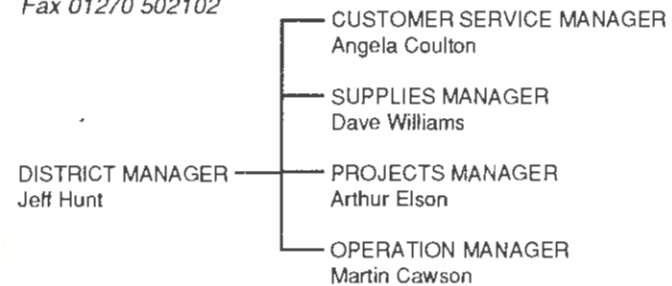 Fax 01270 502102
CUSTOMER SERVICE MANAGER
Angela Coulton
SUPPLIES MANAGER
Dave Williams
DISTRICT MANAGER
Jeff Hunt
PROJECTS MANAGER
Arthur Elson
OPERATION MANAGER
Martin Cawson